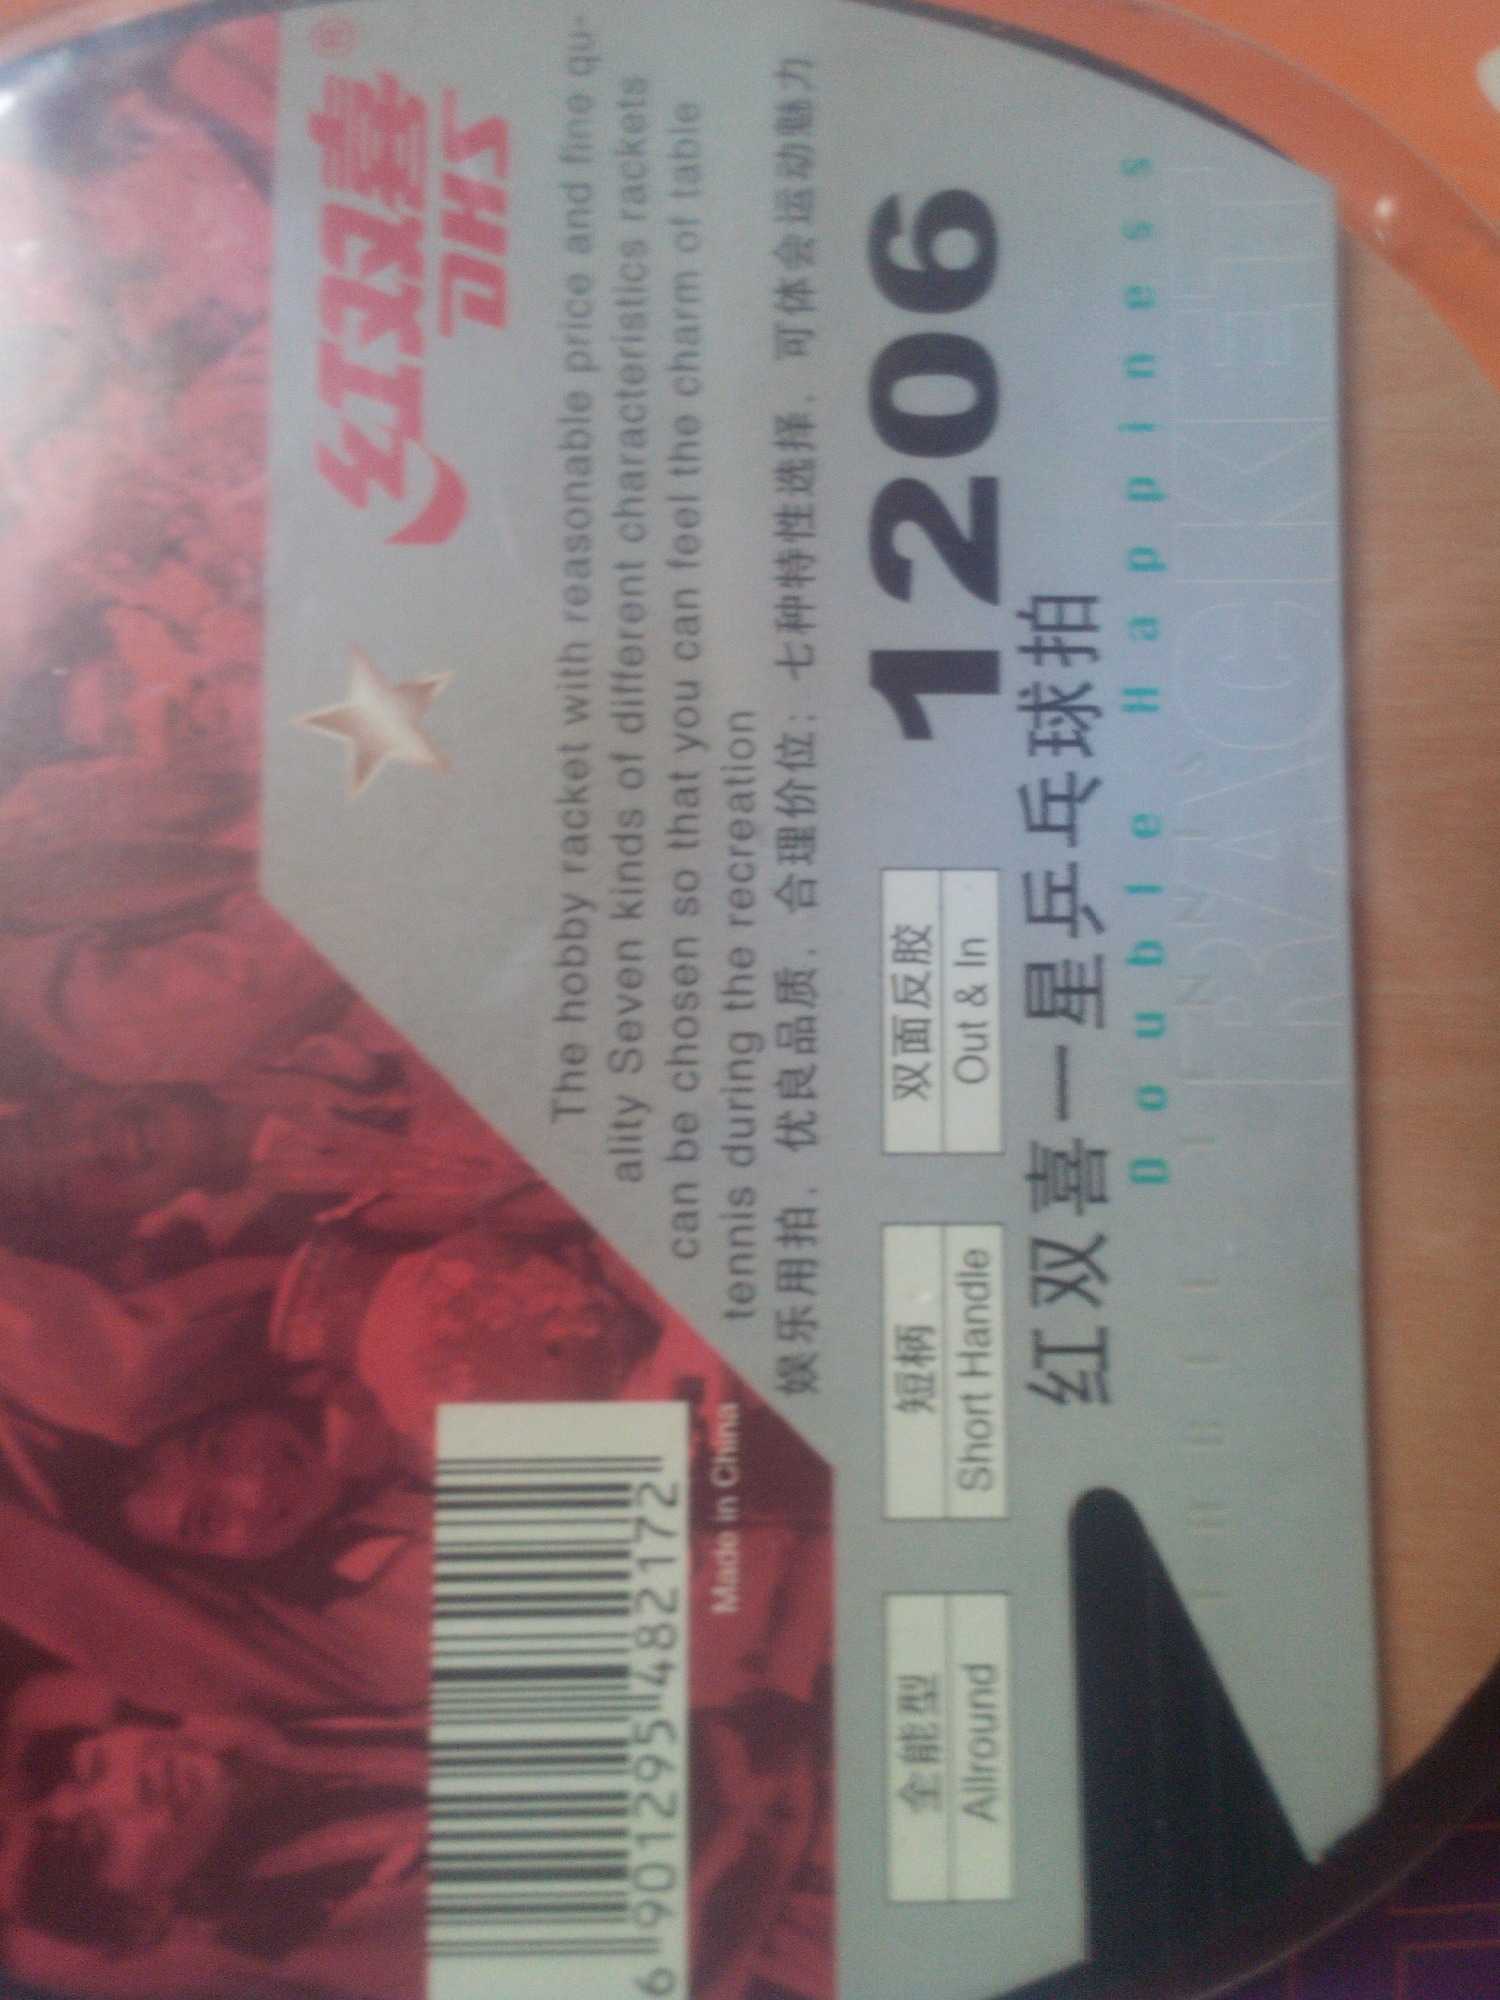 红双喜®
DHS
The hobby racket with reasonable price and fine qu-
ality Seven kinds of different characteristics rackets
can be chosen so that you can feel the charm of table
tennis during the recreation
娱乐用拍，优良品质，合理价位；七种特性选择，可体会运动魅力
6 901295 482172
Made in China
1206
全能型
Allround
短柄
Short Handle
双面反胶
Out & In
红双喜一星乒乓球拍
Double Happiness
RACKET